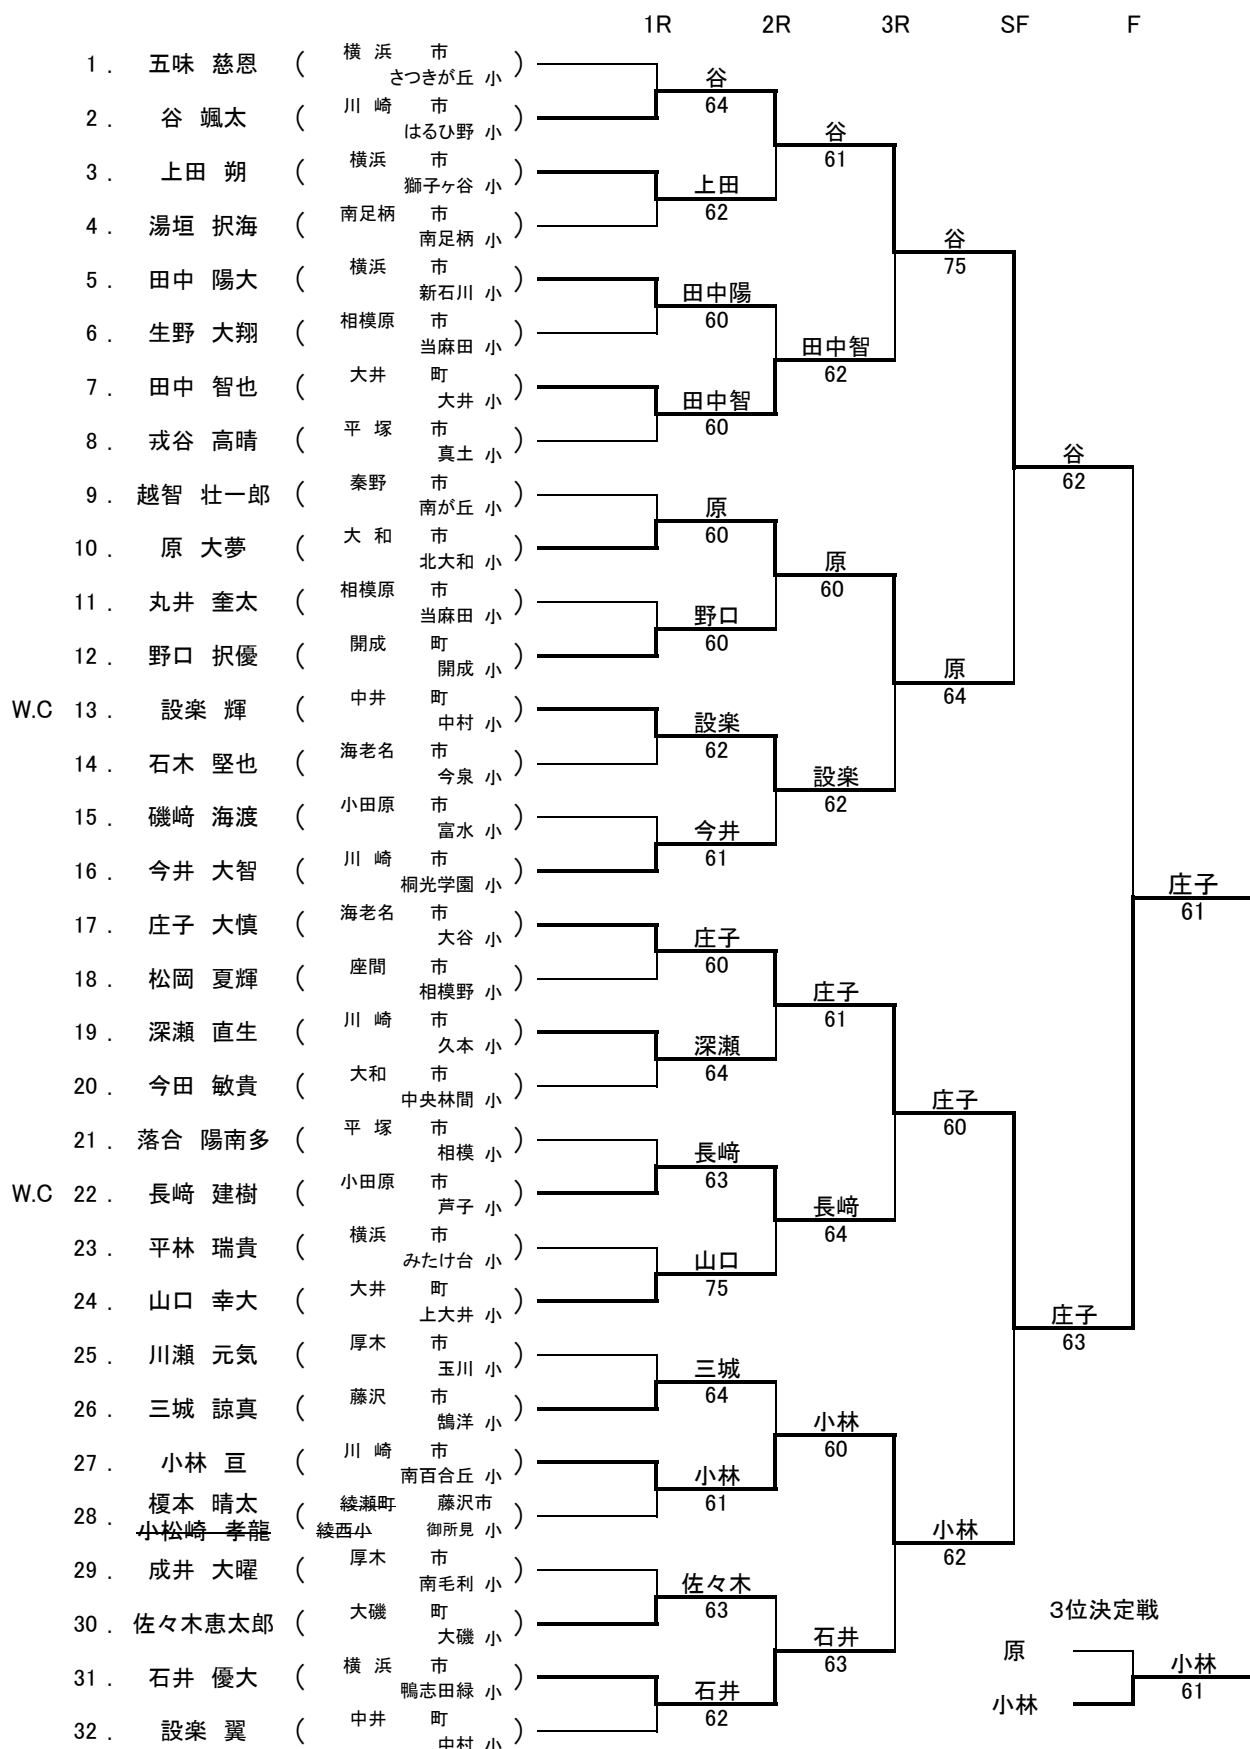 1R 2R 3R SF F
1 . 五味 慈恩 ( 横 浜 市 さつきが丘 小 )
2 . 谷 颯太 ( 川 崎 市 はるひ野 小 )
3 . 上田 朔 ( 横浜 市 獅子ヶ谷 小 )
4 . 湯垣 択海 ( 南足柄 市 南足柄 小 )
5 . 田中 陽大 ( 横浜 市 新石川 小 )
6 . 生野 大翔 ( 相模原 市 当麻田 小 )
7 . 田中 智也 ( 大井 町 大井 小 )
8 . 戎谷 高晴 ( 平 塚 市 真土 小 )
9 . 越智 壮一郎 ( 秦野 市 南が丘 小 )
10 . 原 大夢 ( 大 和 市 北大和 小 )
11 . 丸井 奎太 ( 相模原 市 当麻田 小 )
12 . 野口 択優 ( 開成 町 開成 小 )
W.C 13 . 設楽 輝 ( 中井 町 中村 小 )
14 . 石木 堅也 ( 海老名 市 今泉 小 )
15 . 磯﨑 海渡 ( 小田原 市 富水 小 )
16 . 今井 大智 ( 川 崎 市 桐光学園 小 )
17 . 庄子 大慎 ( 海老名 市 大谷 小 )
18 . 松岡 夏輝 ( 座間 市 相模野 小 )
19 . 深瀬 直生 ( 川 崎 市 久本 小 )
20 . 今田 敏貴 ( 大和 市 中央林間 小 )
21 . 落合 陽南多 ( 平 塚 市 相模 小 )
W.C 22 . 長﨑 建樹 ( 小田原 市 芦子 小 )
23 . 平林 瑞貴 ( 横浜 市 みたけ台 小 )
24 . 山口 幸大 ( 大井 町 上大井 小 )
25 . 川瀬 元気 ( 厚木 市 玉川 小 )
26 . 三城 諒真 ( 藤沢 市 鵠洋 小 )
27 . 小林 亘 ( 川 崎 市 南百合丘 小 )
28 . 榎本 晴太 小松崎 孝龍 ( 綾瀬町 藤沢市 綾西小 御所見 小 )
29 . 成井 大曜 ( 厚木 市 南毛利 小 )
30 . 佐々木恵太郎 ( 大磯 町 大磯 小 )
31 . 石井 優大 ( 横 浜 市 鴨志田緑 小 )
32 . 設楽 翼 ( 中井 町 中村 小
谷
64
上田
62
田中陽
60
田中智
60
原
60
野口
60
設楽
62
今井
61
庄子
60
深瀬
64
長﨑
63
山口
75
三城
64
小林
61
佐々木
63
石井
62
谷
61
田中智
62
原
60
設楽
62
庄子
61
長﨑
64
小林
60
石井
63
谷
75
原
64
庄子
60
小林
62
谷
62
庄子
63
庄子
61
3位決定戦
原
小林
小林
61